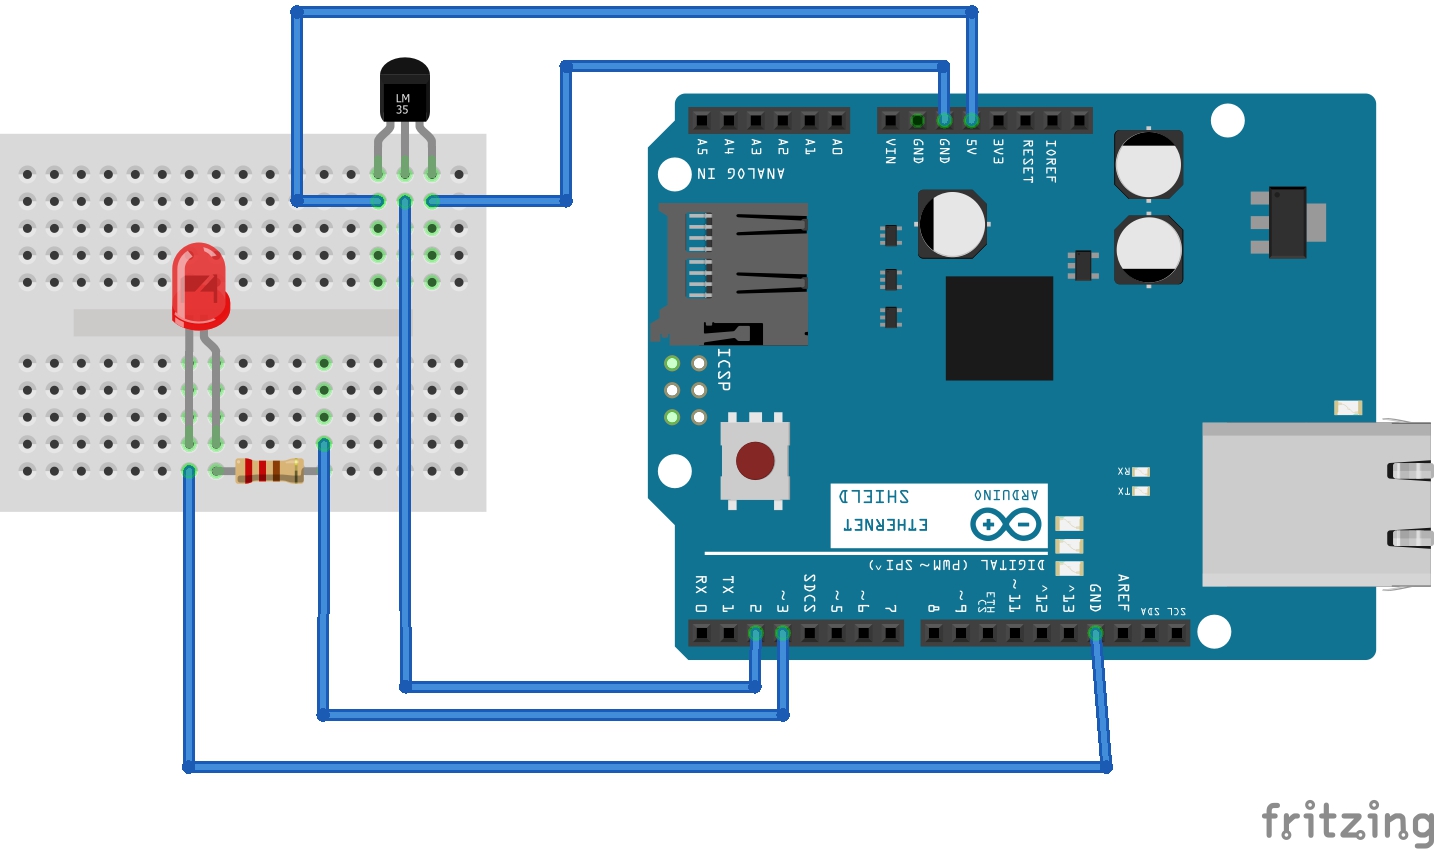 LM
35
A5
A4
A3
A2
A1
A0
VIN
GND
GND
5V
3V3
RESET
IOREF
ANALOG IN
ICSP
RX
TX
ARDUINO
ETHERNET
SHIELD
DIGITAL (PWM~ SPI^)
RX 0
TX 1
2
~3
SDCS
~5
~6
7
8
~9
ETH
CS
~11
^12
^13
GND
AREF
SDA
SCL
fritzing